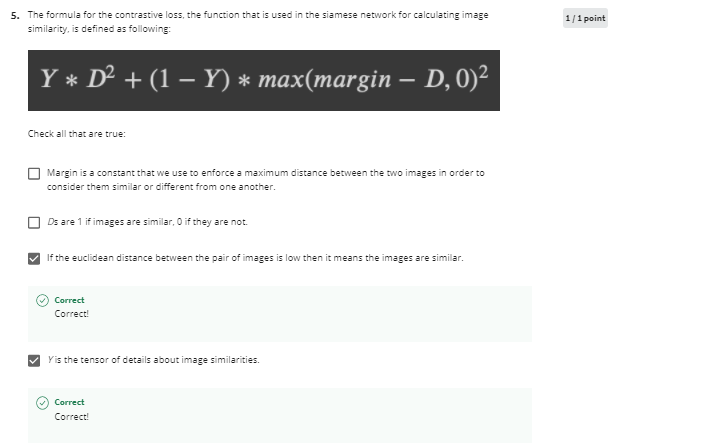 5. The formula for the contrastive loss, the function that is used in the siamese network for calculating image
similarity, is defined as following:
1 / 1 point
Y * D² + (1 – Y) * max(margin – D, 0)²
Check all that are true:
Margin is a constant that we use to enforce a maximum distance between the two images in order to
consider them similar or different from one another.
Ds are 1 if images are similar, 0 if they are not.
If the euclidean distance between the pair of images is low then it means the images are similar.
Correct
Correct!
Y is the tensor of details about image similarities.
Correct
Correct!